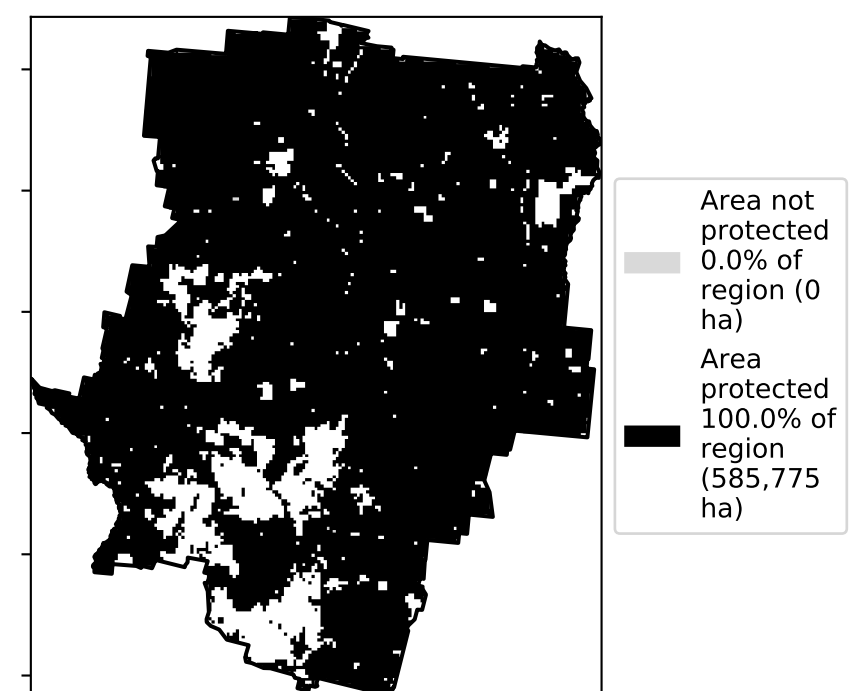 Area not
protected
0.0% of
region (0
ha)
Area
protected
100.0% of
region
(585,775
ha)